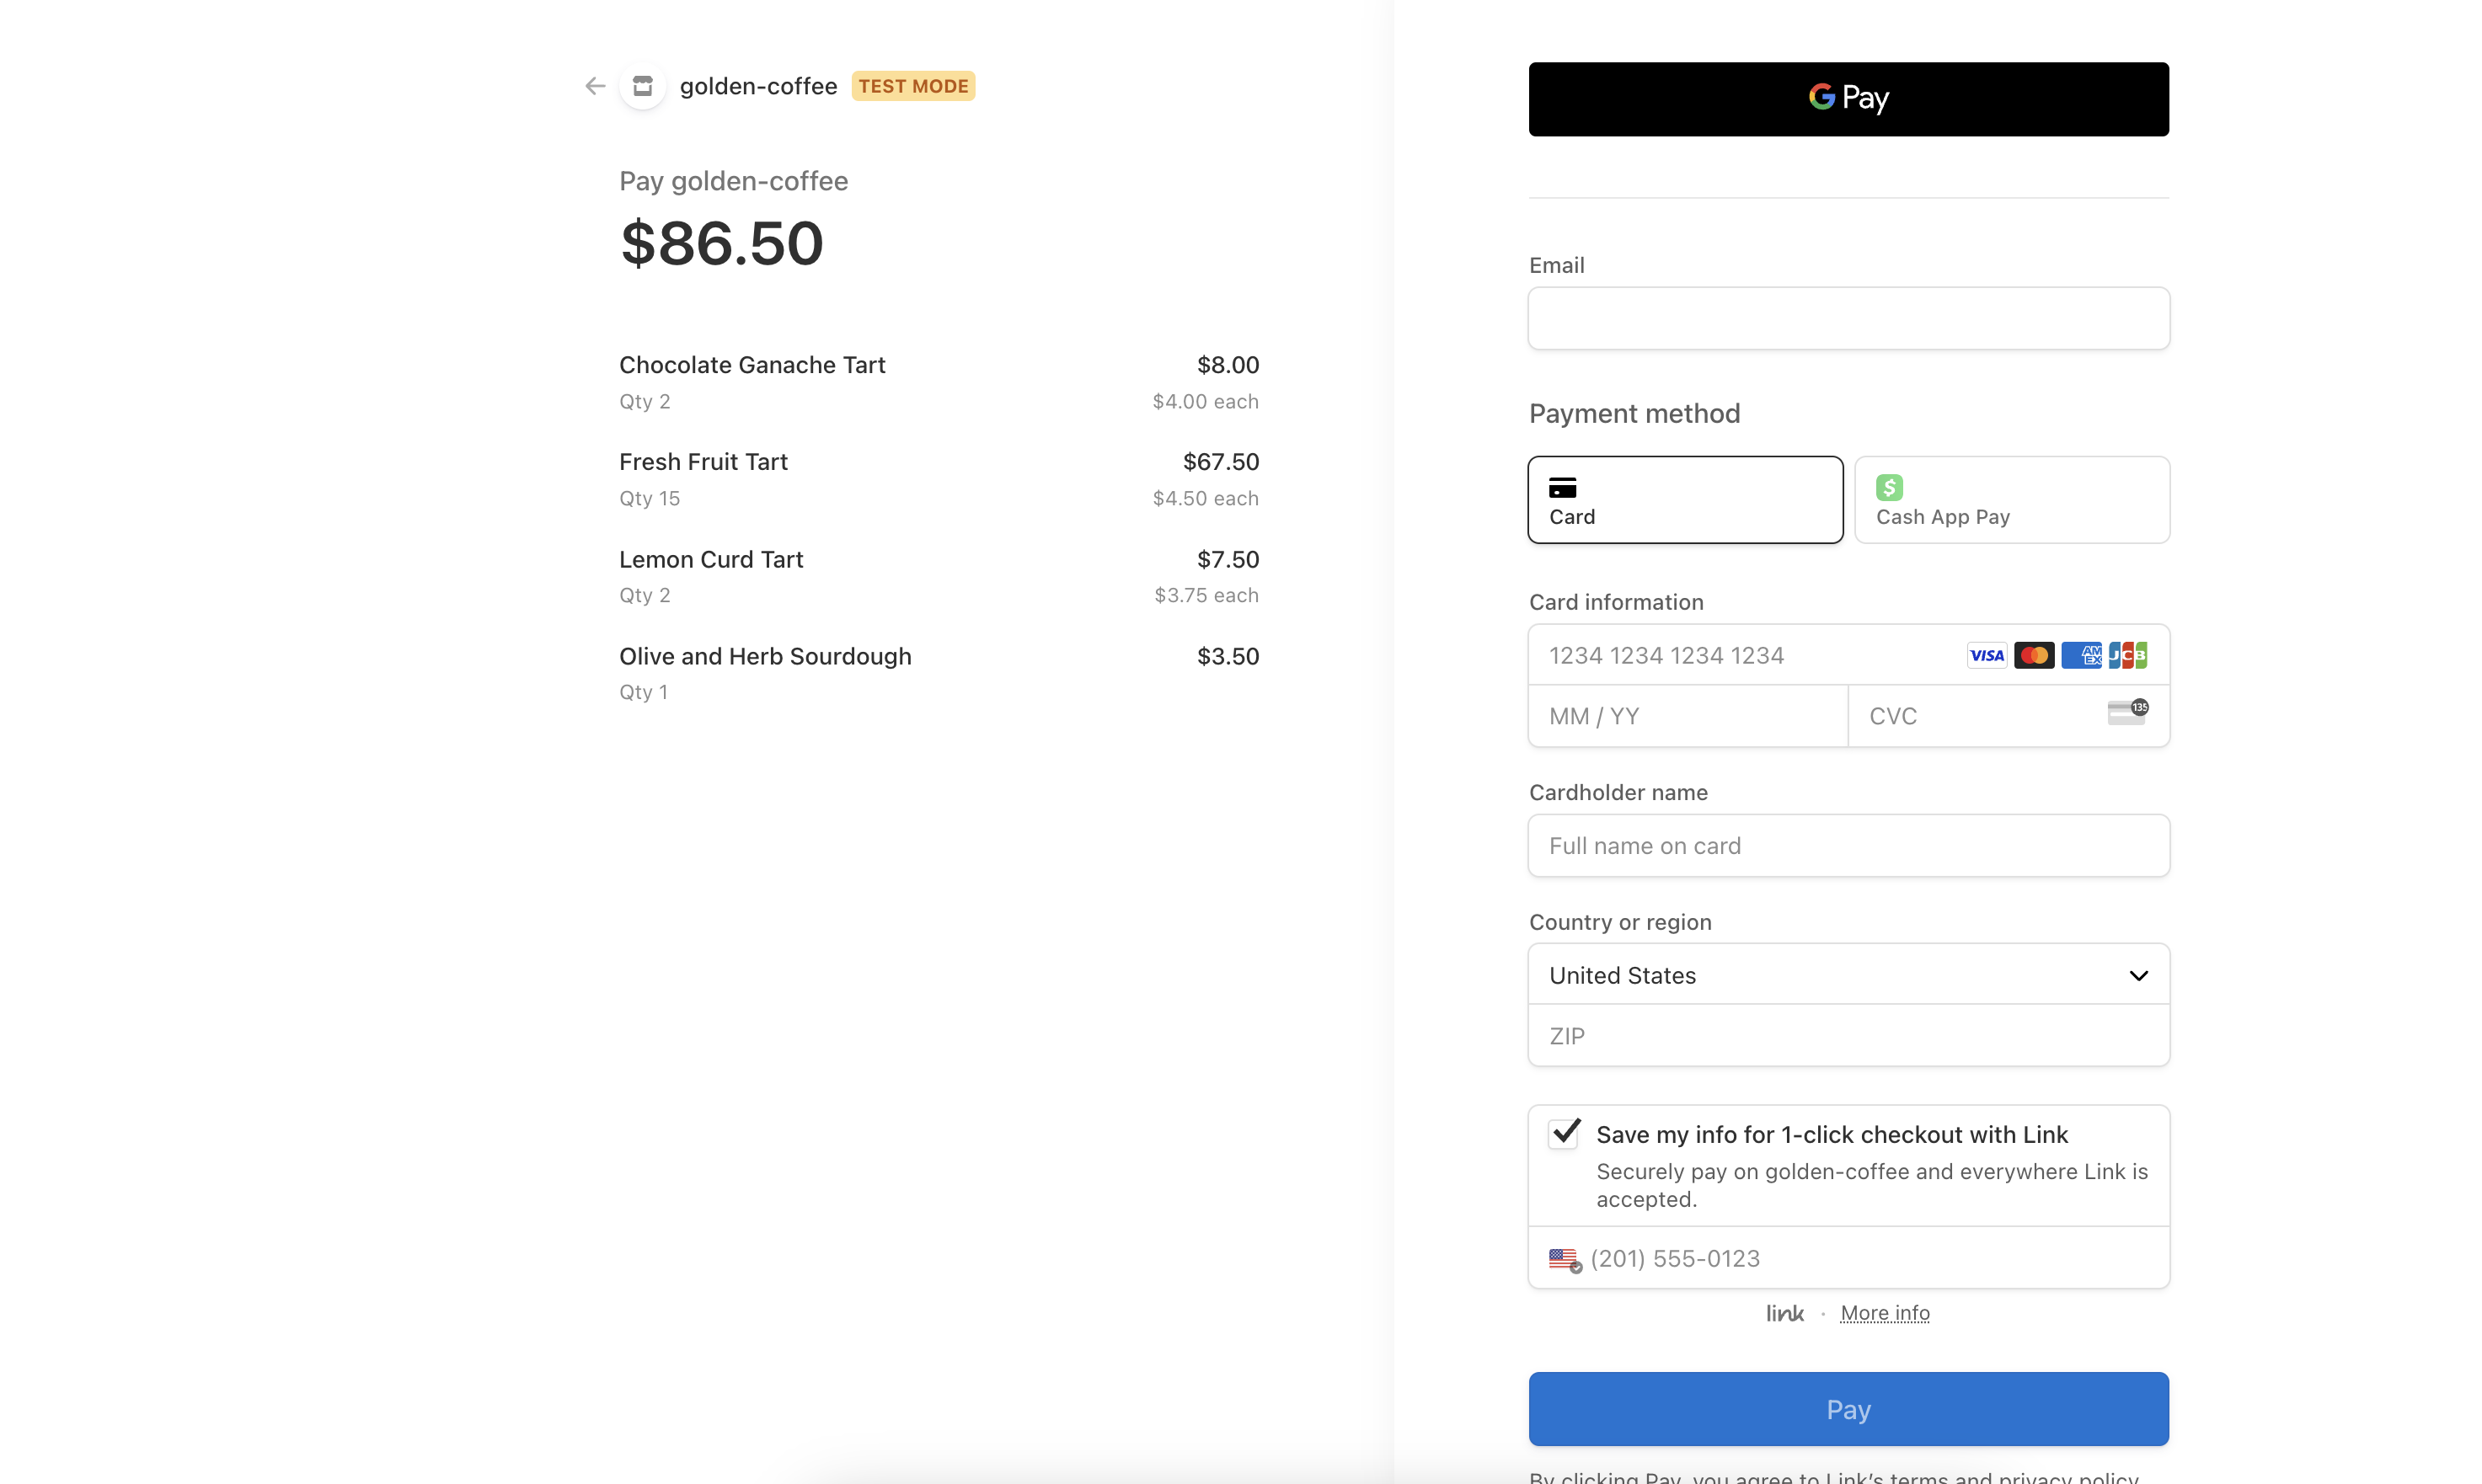 golden-coffee TEST MODE
Pay golden-coffee
$86.50
Chocolate Ganache Tart $8.00
Qty 2 $4.00 each
Fresh Fruit Tart $67.50
Qty 15 $4.50 each
Lemon Curd Tart $7.50
Qty 2 $3.75 each
Olive and Herb Sourdough $3.50
Qty 1
G Pay
Email
Payment method
$
Card
Cash App Pay
Card information
1234 1234 1234 1234 VISA AM EX JCB
MM / YY CVC 135
Cardholder name
Full name on card
Country or region
United States
ZIP
Save my info for 1-click checkout with Link
Securely pay on golden-coffee and everywhere Link is
accepted.
(201) 555-0123
link · More info
Pay
By clicking Pay, you agree to Link's terms and privacy policy.